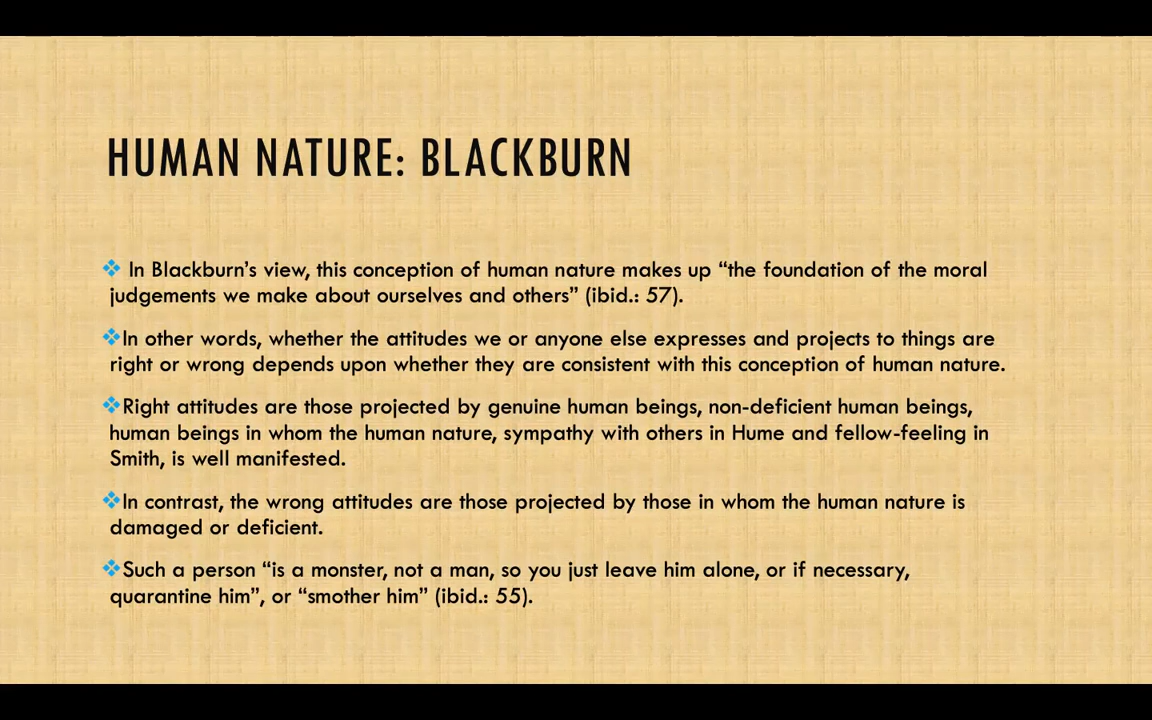 HUMAN NATURE: BLACKBURN
❖ In Blackburn’s view, this conception of human nature makes up “the foundation of the moral
judgements we make about ourselves and others” (ibid.: 57).
❖In other words, whether the attitudes we or anyone else expresses and projects to things are
right or wrong depends upon whether they are consistent with this conception of human nature.
❖Right attitudes are those projected by genuine human beings, non-deficient human beings,
human beings in whom the human nature, sympathy with others in Hume and fellow-feeling in
Smith, is well manifested.
❖In contrast, the wrong attitudes are those projected by those in whom the human nature is
damaged or deficient.
❖Such a person “is a monster, not a man, so you just leave him alone, or if necessary,
quarantine him”, or “smother him” (ibid.: 55).